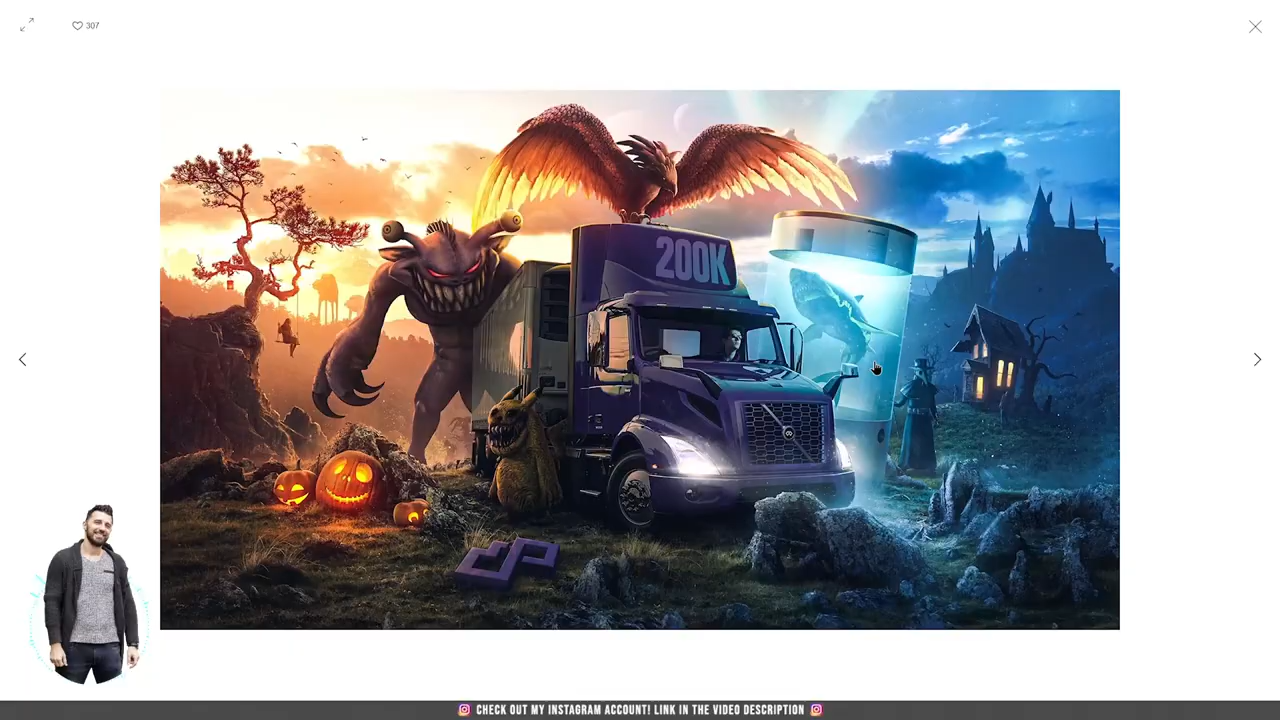 307
200K
CHECK OUT MY INSTAGRAM ACCOUNT! LINK IN THE VIDEO DESCRIPTION